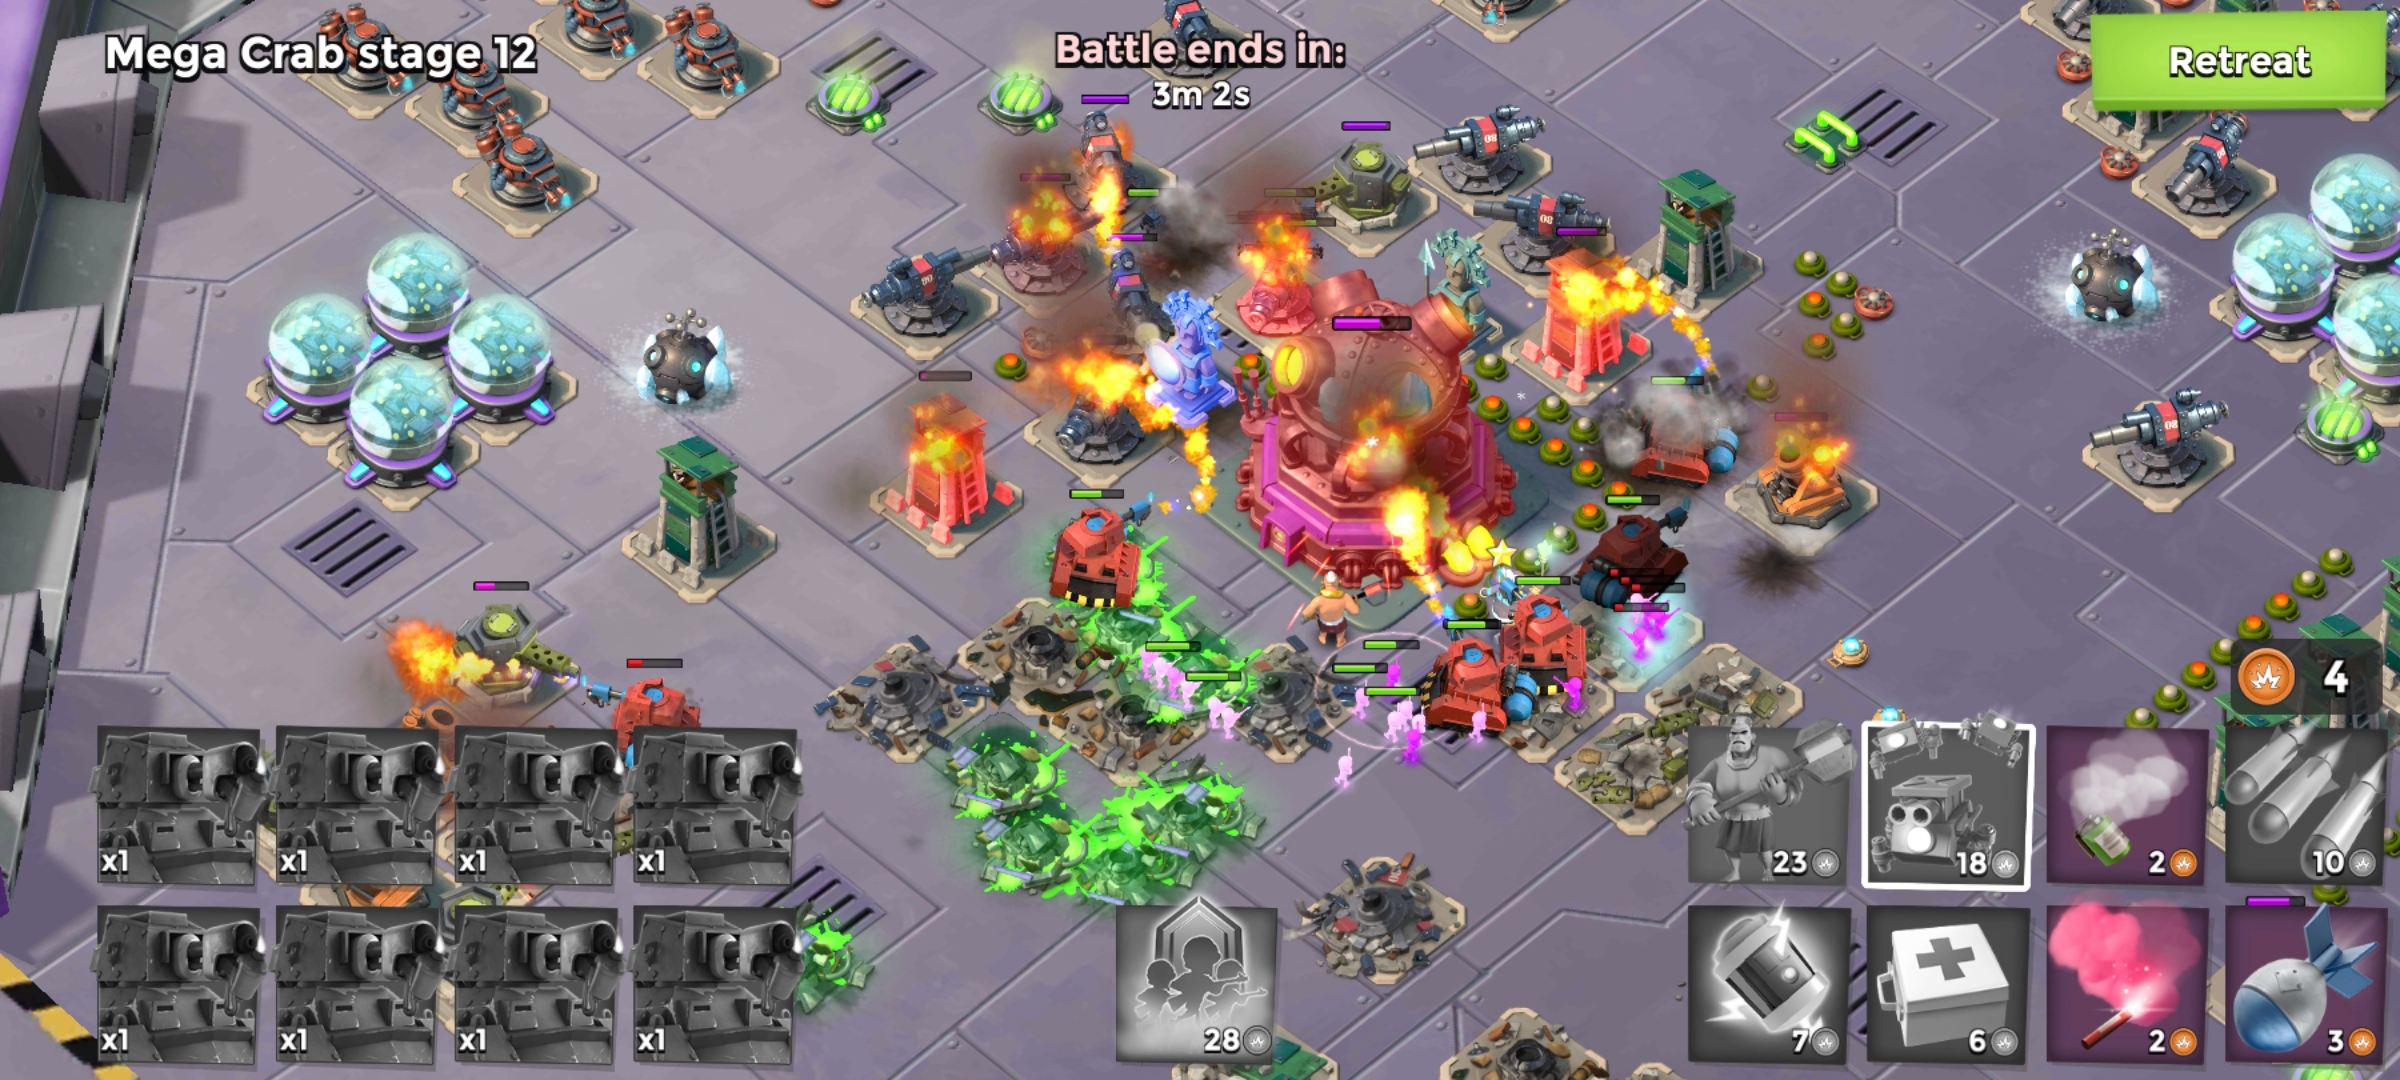 Mega Crab stage 12
Battle ends in:
3m 2s
Retreat
4
x1
x1
x1
x1
23
18
2
10
x1
x1
x1
x1
28
7
6
2
3